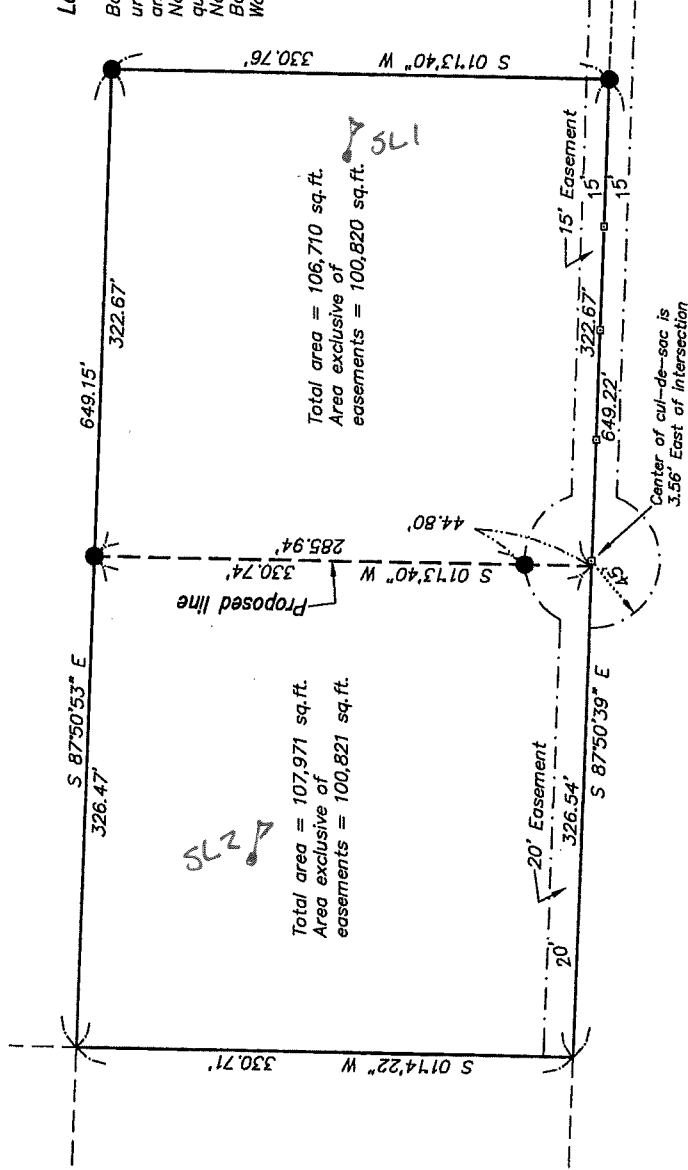 S 87°50'53" E
649.15'
326.47'
322.67'
S 01°14'22" W
330.71'
SL2
Total area = 107,971 sq.ft.
Area exclusive of
easements = 100,821 sq.ft.
Proposed line
S 01°13'40" W
330.74'
285.94'
44.80'
Total area = 106,710 sq.ft.
Area exclusive of
easements = 100,820 sq.ft.
SL1
S 01°13'40" W
330.76'
20'
20' Easement
326.54'
S 87°50'39" E
45'
649.22'
322.67'
15' Easement
15'
15'
Center of cul-de-sac is
3.56' East of intersection